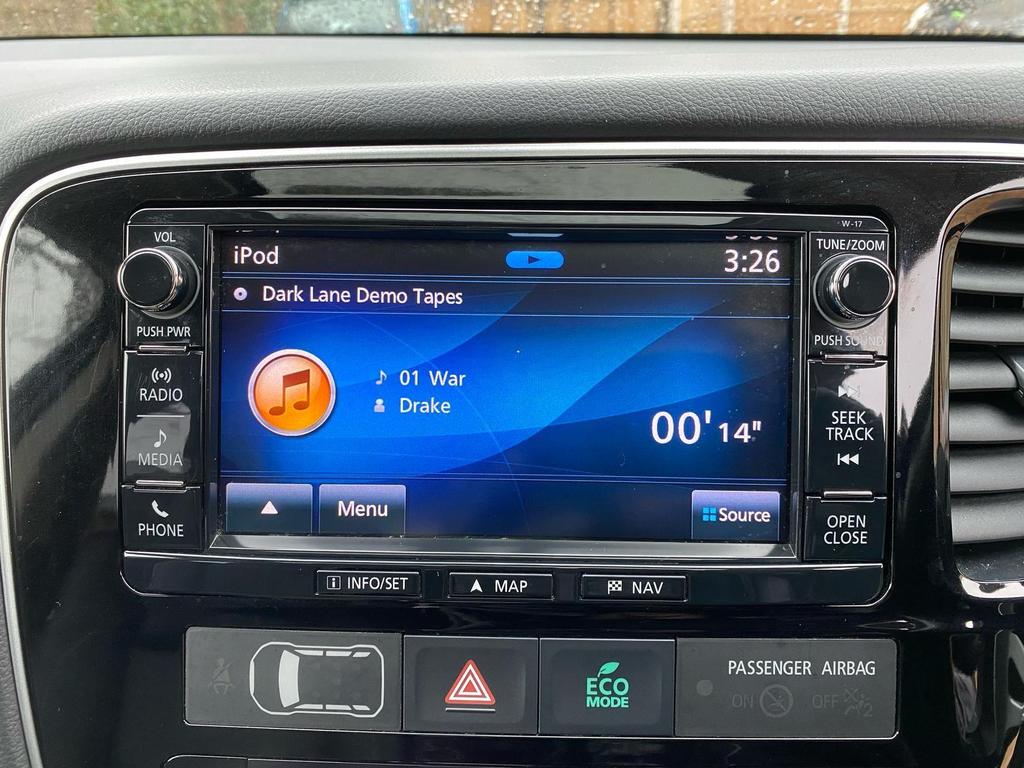 W-17
VOL
TUNE/ZOOM
iPod
3:26
Dark Lane Demo Tapes
PUSH PWR
PUSH SOUND
RADIO
01 War
Drake
MEDIA
SEEK
TRACK
00'14"
PHONE
Menu
Source
OPEN
CLOSE
i INFO/SET
MAP
NAV
ECO
MODE
PASSENGER AIRBAG
ON
OFF
2